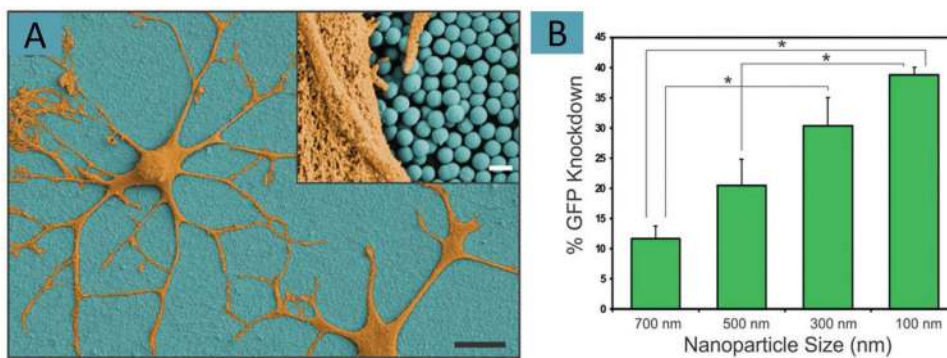 A
B
*
*
*
% GFP Knockdown
45
40
35
30
25
20
15
10
5
0
700 nm
500 nm
300 nm
100 nm
Nanoparticle Size (nm)